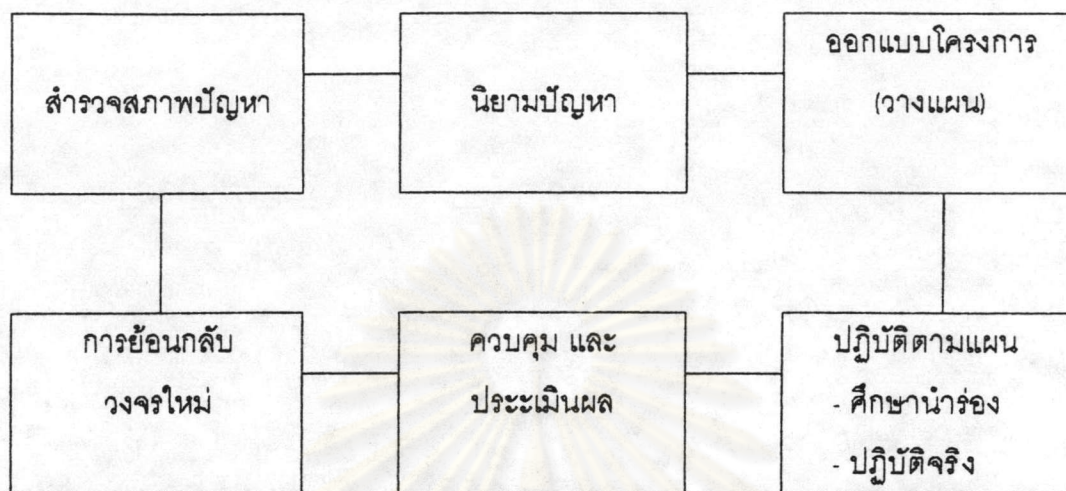 สำรวจสภาพปัญหา
นิยามปัญหา
ออกแบบโครงการ
(วางแผน)
การย้อนกลับ
วงจรใหม่
ควบคุม และ
ประะเมินผล
ปฏิบัติตามแผน
- ศึกษานำร่อง
- ปฏิบัติจริง